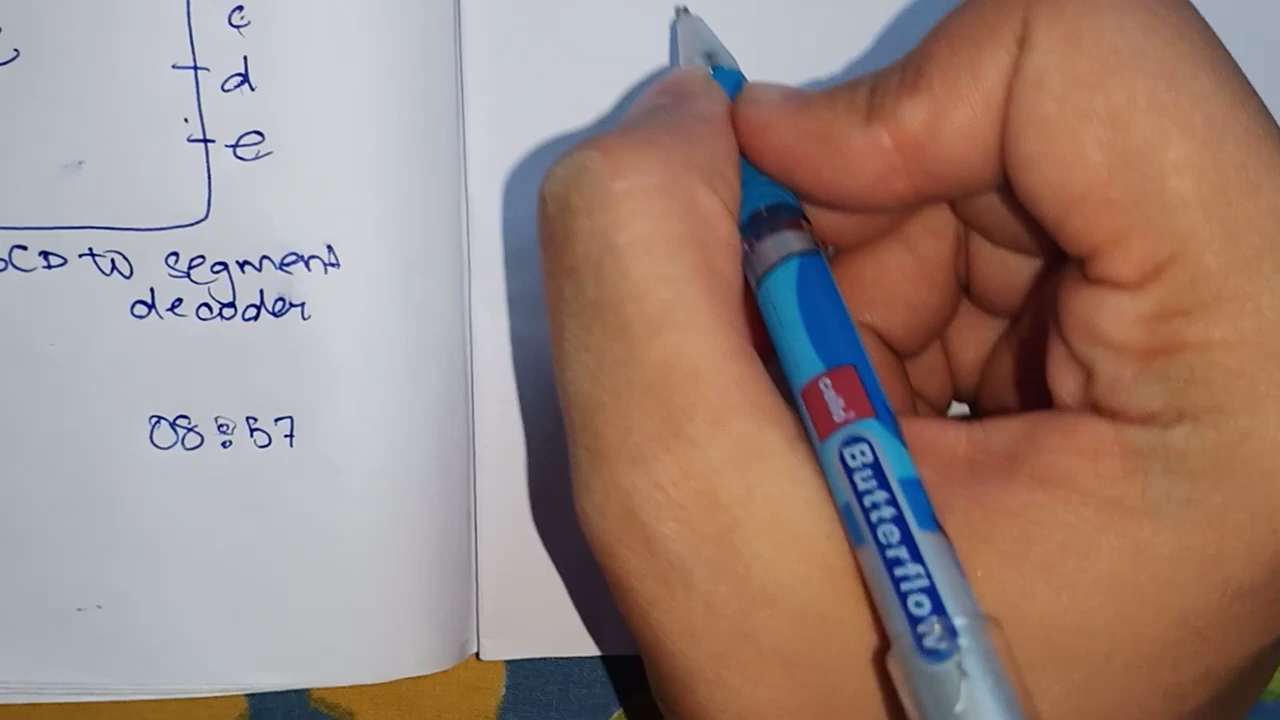 c
d
e
BCD to segment
decoder
08:57
cello
Butterflow